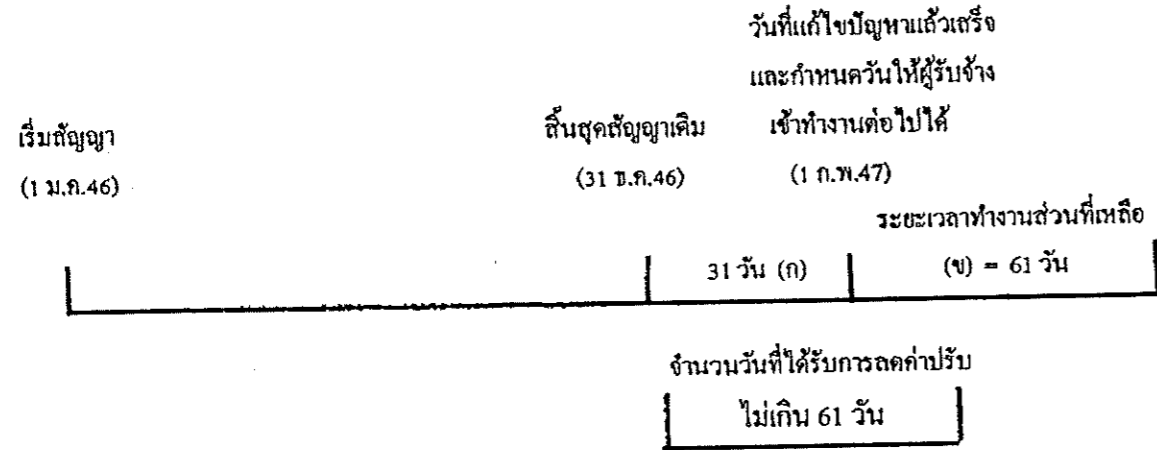 วันที่แก้ไขปัญหาแล้วเสร็จ
และกำหนดวันให้ผู้รับจ้าง
เริ่มสัญญา สิ้นสุดสัญญาเดิม เข้าทำงานต่อไปได้
(1 ม.ค.46) (31 ธ.ค.46) (1 ก.พ.47)
ระยะเวลาทำงานส่วนที่เหลือ
31 วัน (ก) (ข) = 61 วัน
จำนวนวันที่ได้รับการลดค่าปรับ
ไม่เกิน 61 วัน